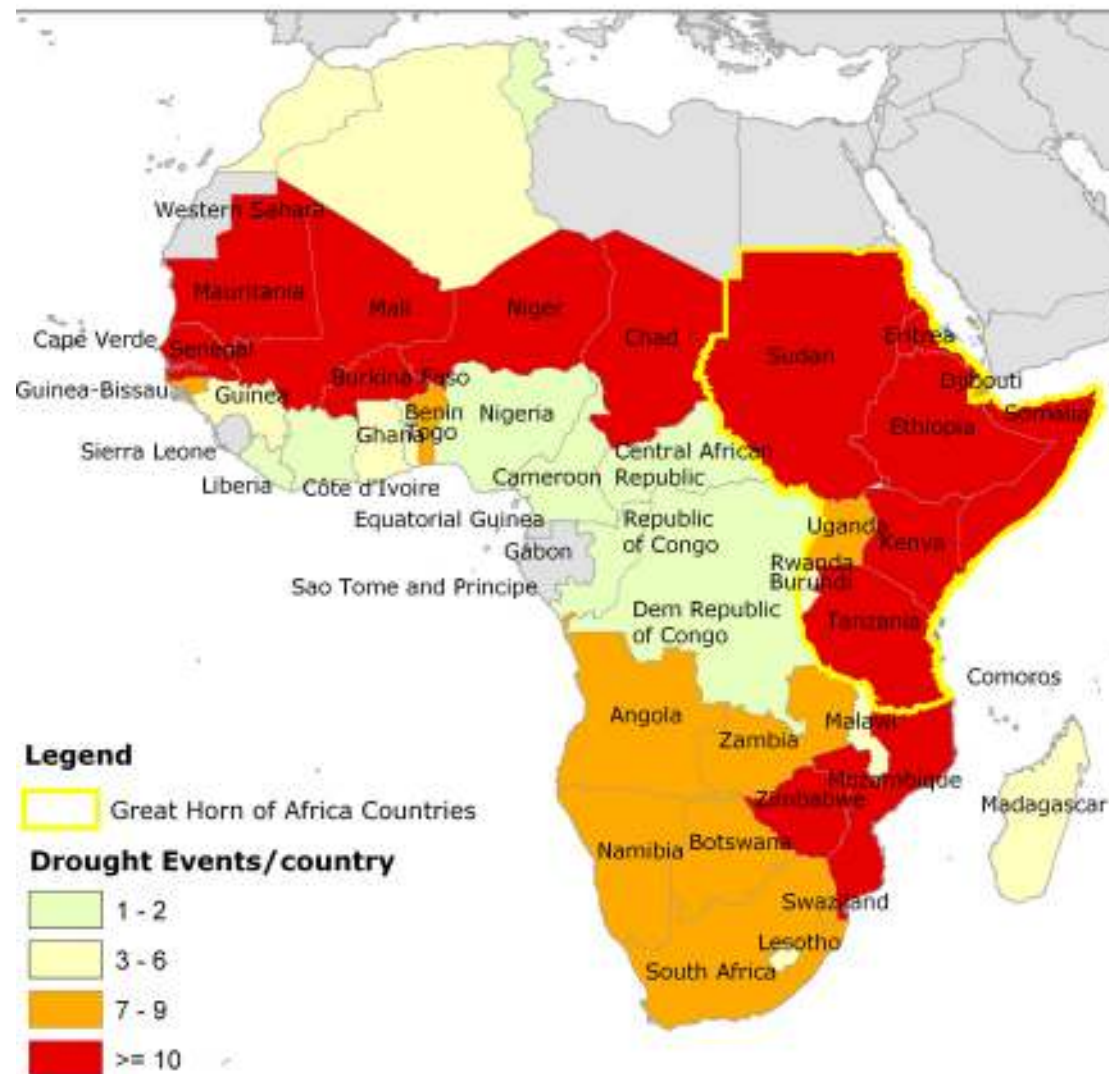 Western Sahara
Mauritania
Mali
Niger
Chad
Sudan
Eritrea
Cape Verde
Senegal
Djibouti
Burkina Faso
Somalia
Guinea-Bissau
Guinea
Benin
Nigeria
Ethiopia
Ghana
Togo
Sierra Leone
Central African
Republic
Liberia
Côte d'Ivoire
Cameroon
Equatorial Guinea
Republic
of Congo
Uganda
Kenya
Gabon
Rwanda
Burundi
Sao Tome and Principe
Dem Republic
of Congo
Tanzania
Comoros
Angola
Zambia
Malawi
Mozambique
Zimbabwe
Madagascar
Namibia
Botswana
Swaziland
Lesotho
South Africa
Legend
Great Horn of Africa Countries
Drought Events/country
1 - 2
3 - 6
7 - 9
>= 10